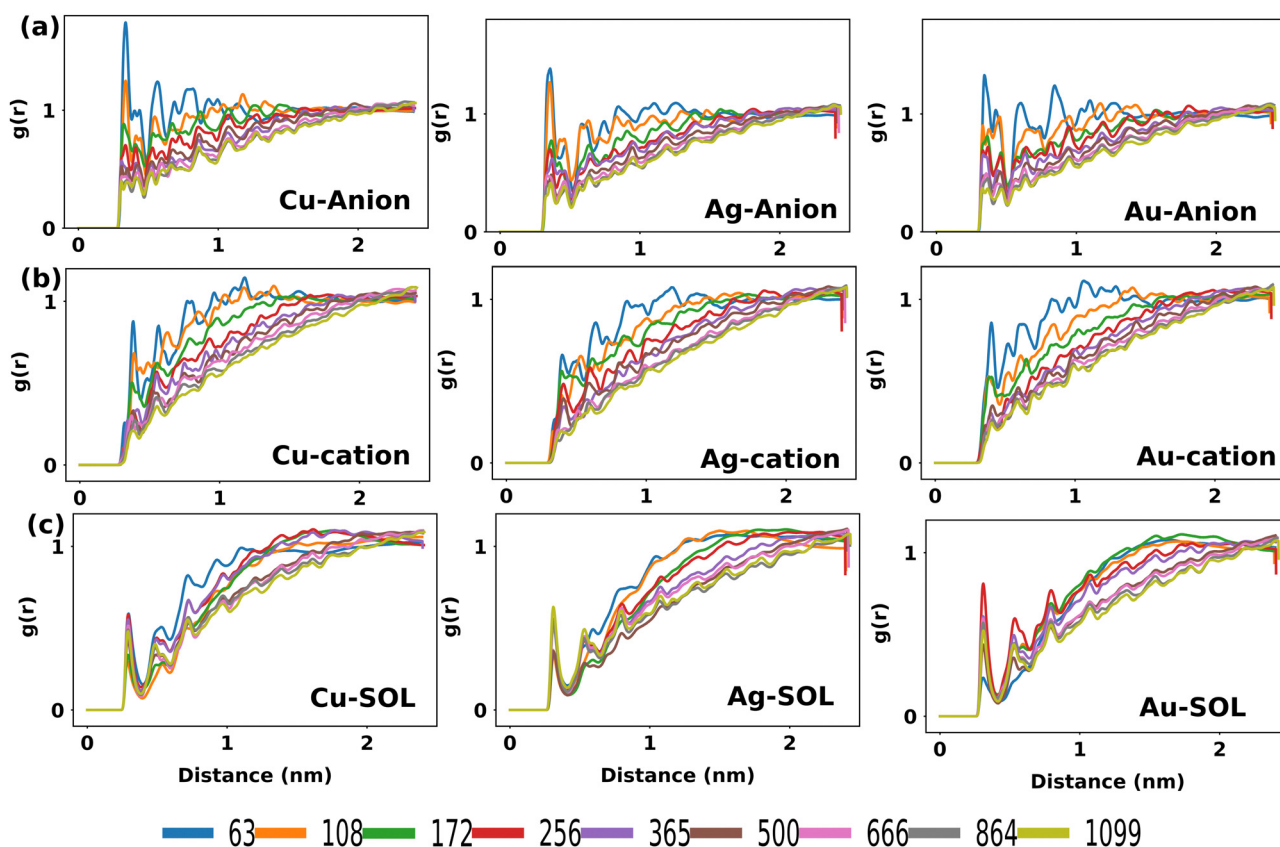 (a)
g(r)
1
0
Cu-Anion
0 1 2
g(r)
1
0
Ag-Anion
0 1 2
g(r)
1
0
Au-Anion
0 1 2
(b)
g(r)
1
0
Cu-cation
0 1 2
g(r)
1
0
Ag-cation
0 1 2
g(r)
1
0
Au-cation
0 1 2
(c)
g(r)
1
0
Cu-SOL
0 1 2
Distance (nm)
g(r)
1
0
Ag-SOL
0 1 2
g(r)
1
0
Au-SOL
0 1 2
Distance (nm)
63 108 172 256 365 500 666 864 1099